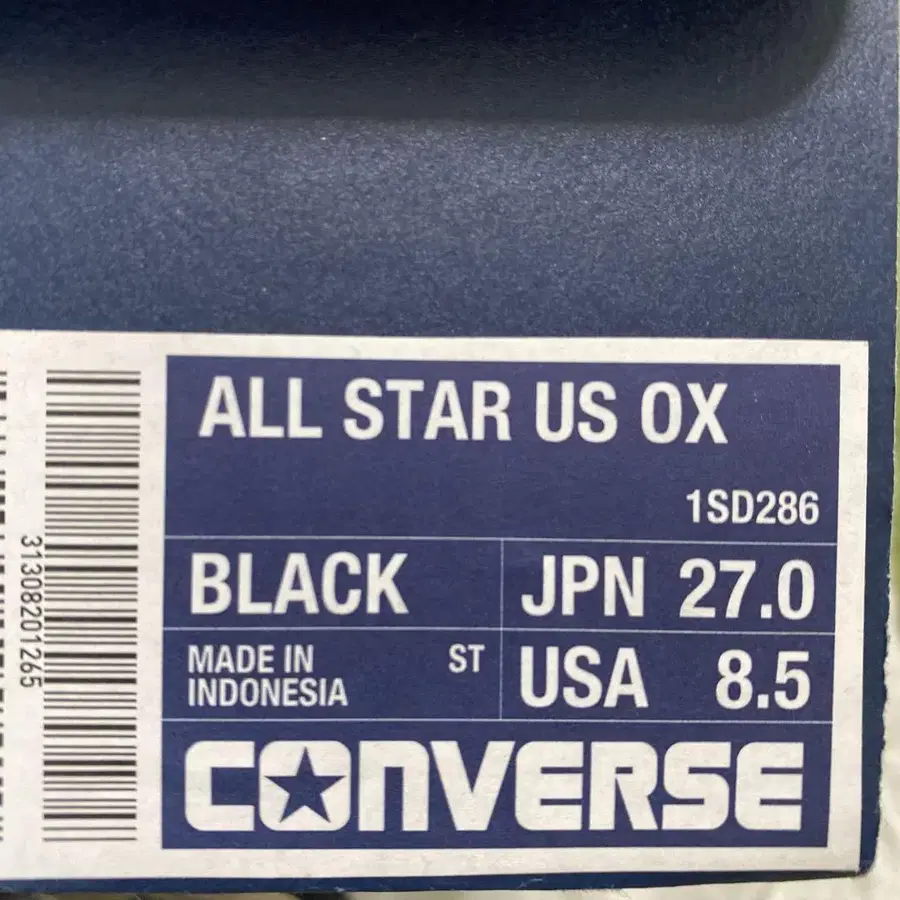 ALL STAR US OX
1SD286
BLACK
JPN 27.0
MADE IN
INDONESIA
ST
USA 8.5
CONVERSE
31308201265